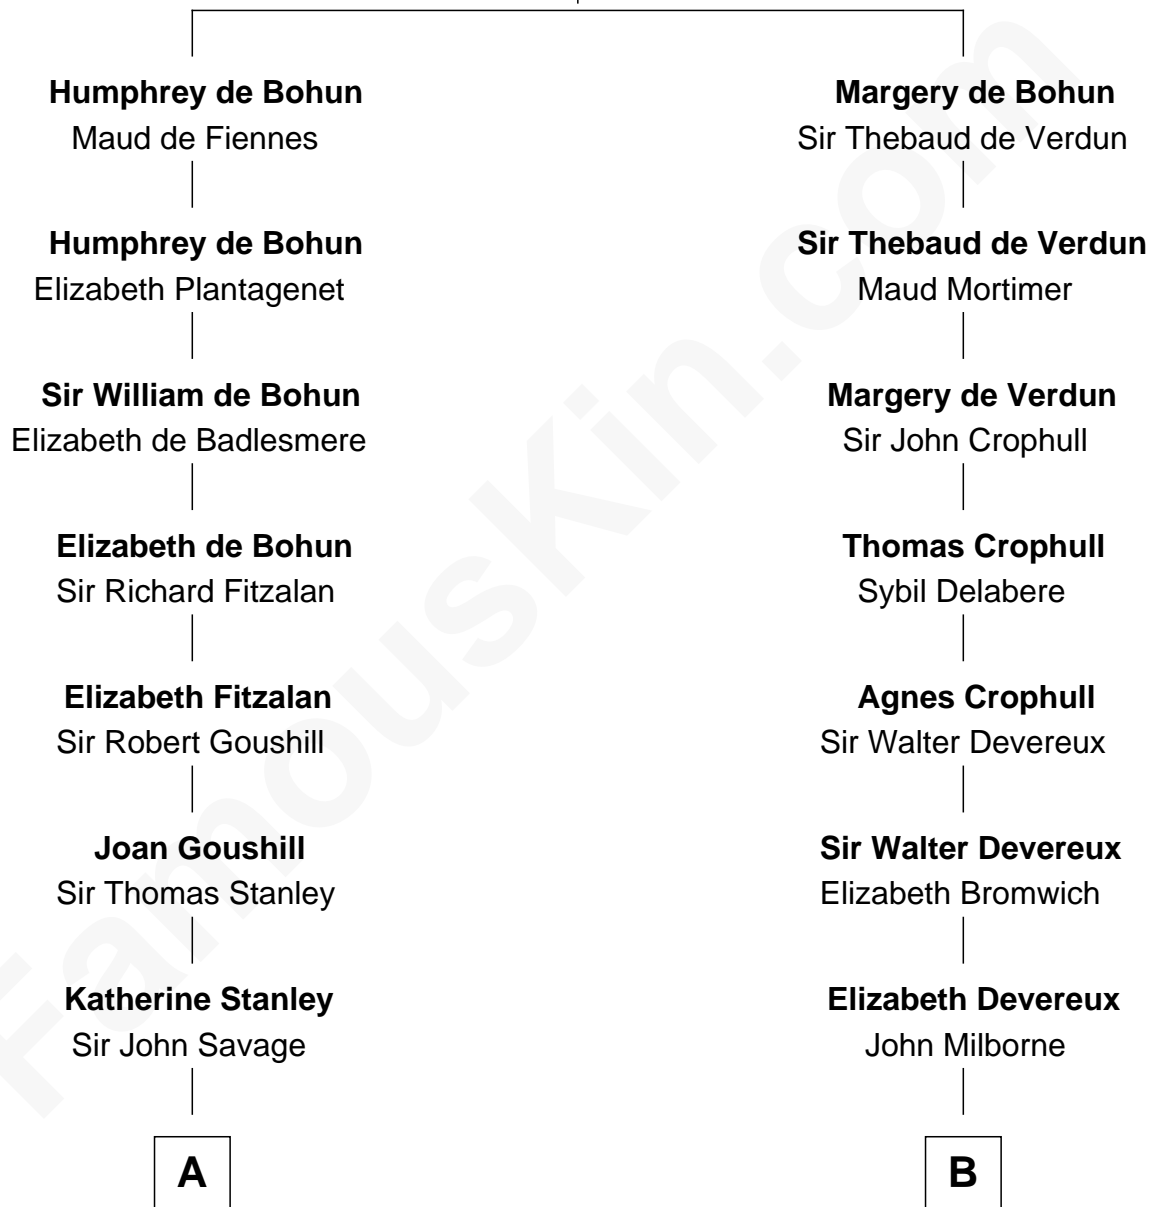 Humphrey de Bohun
Maud de Fiennes
Humphrey de Bohun
Elizabeth Plantagenet
Sir William de Bohun
Elizabeth de Badlesmere
Elizabeth de Bohun
Sir Richard Fitzalan
Elizabeth Fitzalan
Sir Robert Goushill
Joan Goushill
Sir Thomas Stanley
Katherine Stanley
Sir John Savage
A
Margery de Bohun
Sir Thebaud de Verdun
Sir Thebaud de Verdun
Maud Mortimer
Margery de Verdun
Sir John Crophull
Thomas Crophull
Sybil Delabere
Agnes Crophull
Sir Walter Devereux
Sir Walter Devereux
Elizabeth Bromwich
Elizabeth Devereux
John Milborne
B
FamousKin.com